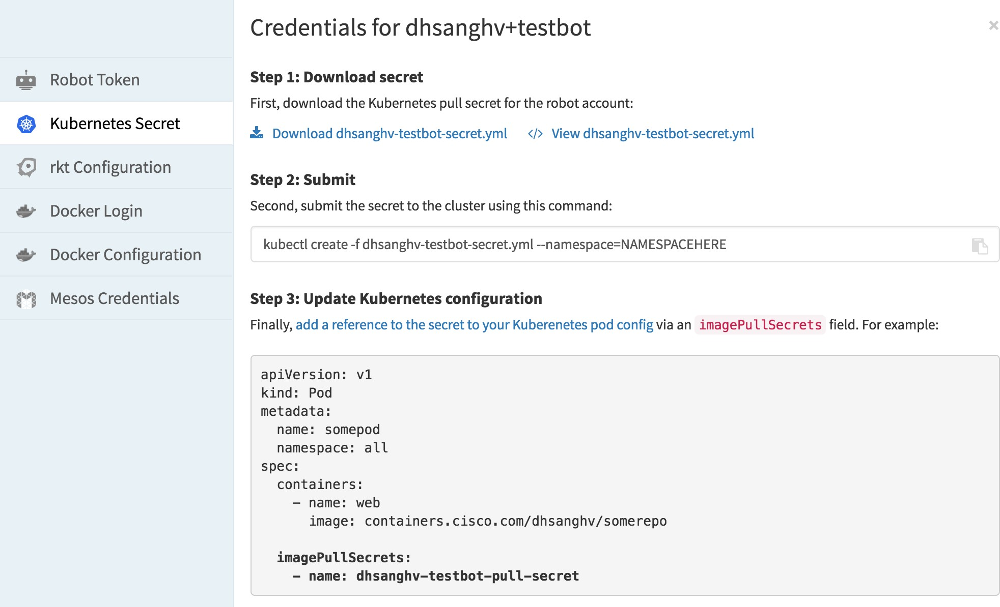 Credentials for dhsanghv+testbot
×
Robot Token
Kubernetes Secret
rkt Configuration
Docker Login
Docker Configuration
Mesos Credentials
Step 1: Download secret
First, download the Kubernetes pull secret for the robot account:
Download dhsanghv-testbot-secret.yml </> View dhsanghv-testbot-secret.yml
Step 2: Submit
Second, submit the secret to the cluster using this command:
kubectl create -f dhsanghv-testbot-secret.yml --namespace=NAMESPACEHERE
Step 3: Update Kubernetes configuration
Finally, add a reference to the secret to your Kuberenetes pod config via an imagePullSecrets field. For example:
apiVersion: v1
kind: Pod
metadata:
  name: somepod
  namespace: all
spec:
  containers:
    - name: web
      image: containers.cisco.com/dhsanghv/somerepo
  imagePullSecrets:
    - name: dhsanghv-testbot-pull-secret